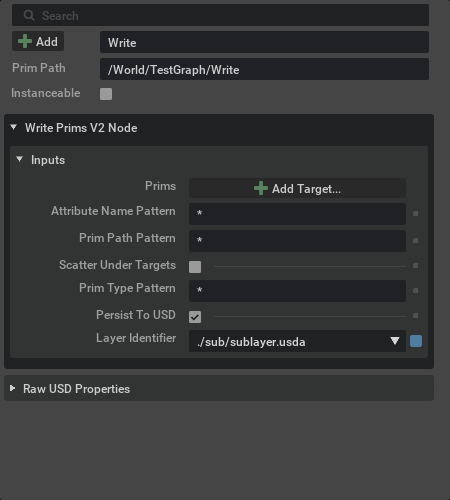 Search
Add
Write
Prim Path
/World/TestGraph/Write
Instanceable
Write Prims V2 Node
Inputs
Prims
Add Target...
Attribute Name Pattern
*
Prim Path Pattern
*
Scatter Under Targets
Prim Type Pattern
*
Persist To USD
Layer Identifier
./sub/sublayer.usda
Raw USD Properties